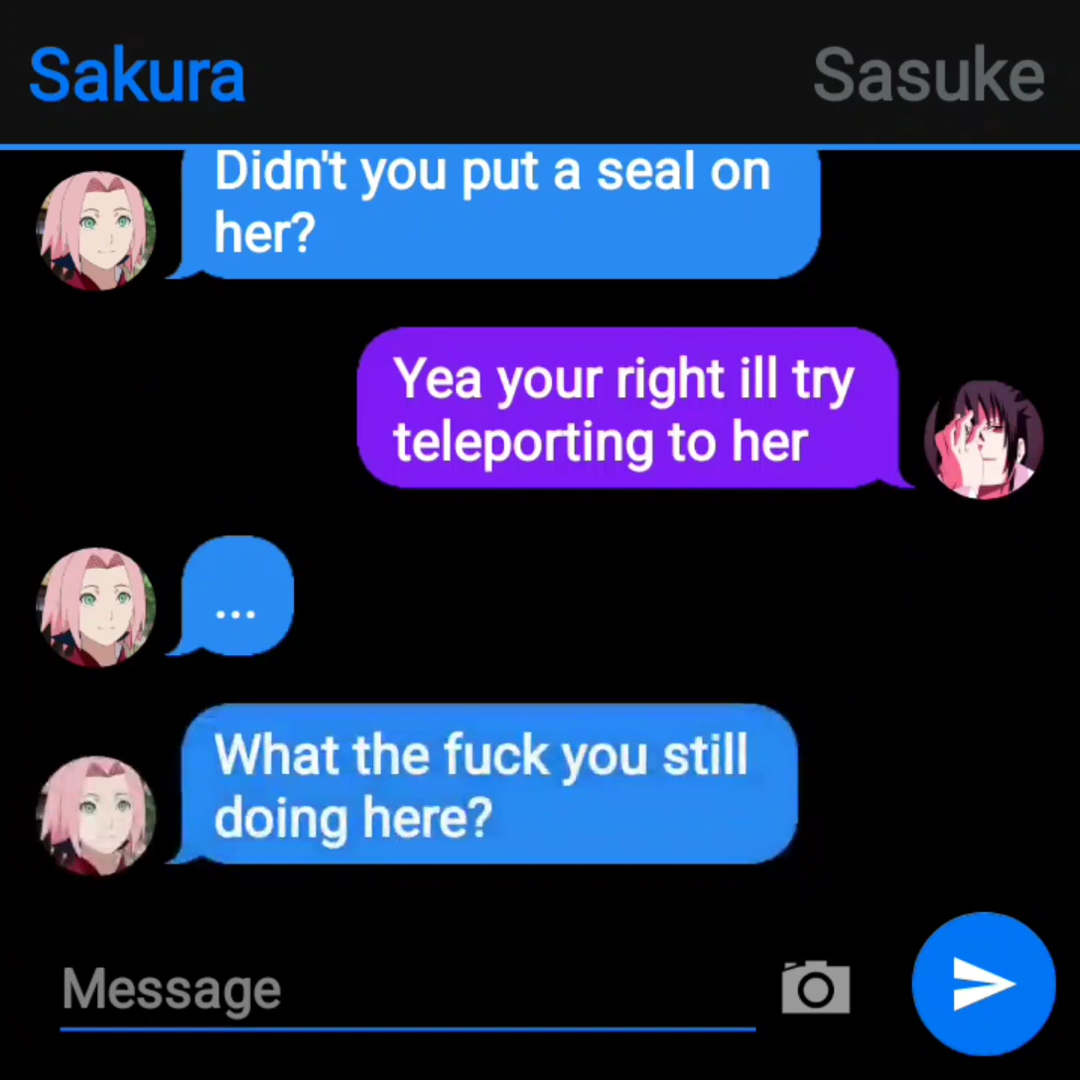 Sakura
Sasuke
Didn't you put a seal on
her?
Yea your right ill try
teleporting to her
...
What the fuck you still
doing here?
Message